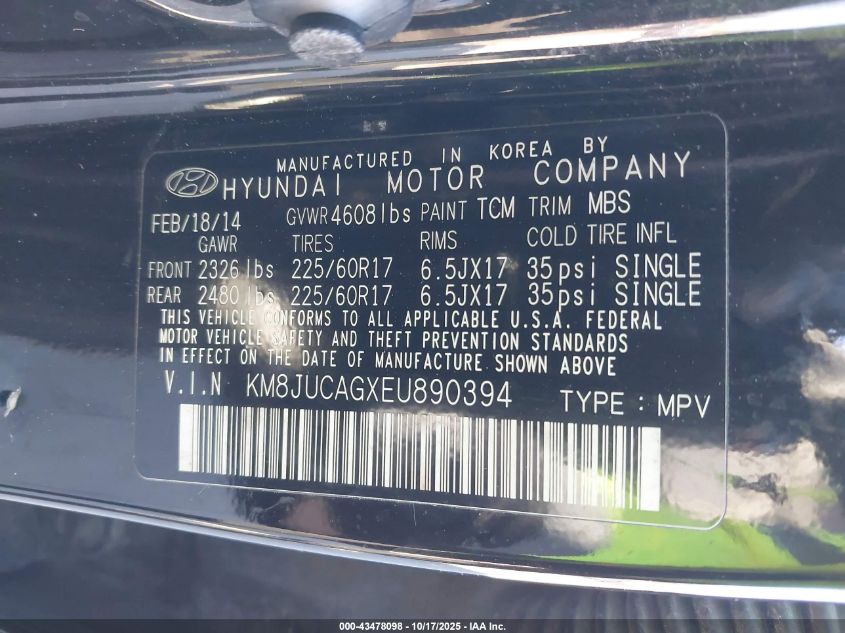 MANUFACTURED IN KOREA BY
HYUNDAI MOTOR COMPANY
FEB/18/14 GVWR 4608 lbs PAINT TCM TRIM MBS
GAWR TIRES RIMS COLD TIRE INFL
FRONT 2326 lbs 225/60R17 6.5JX17 35psi SINGLE
REAR 2480 lbs 225/60R17 6.5JX17 35psi SINGLE
THIS VEHICLE CONFORMS TO ALL APPLICABLE U.S.A. FEDERAL
MOTOR VEHICLE SAFETY AND THEFT PREVENTION STANDARDS
IN EFFECT ON THE DATE OF MANUFACTURE SHOWN ABOVE
V.I.N KM8JUCAGXEU890394 TYPE : MPV
000-43478098 - 10/17/2025 - IAA Inc.